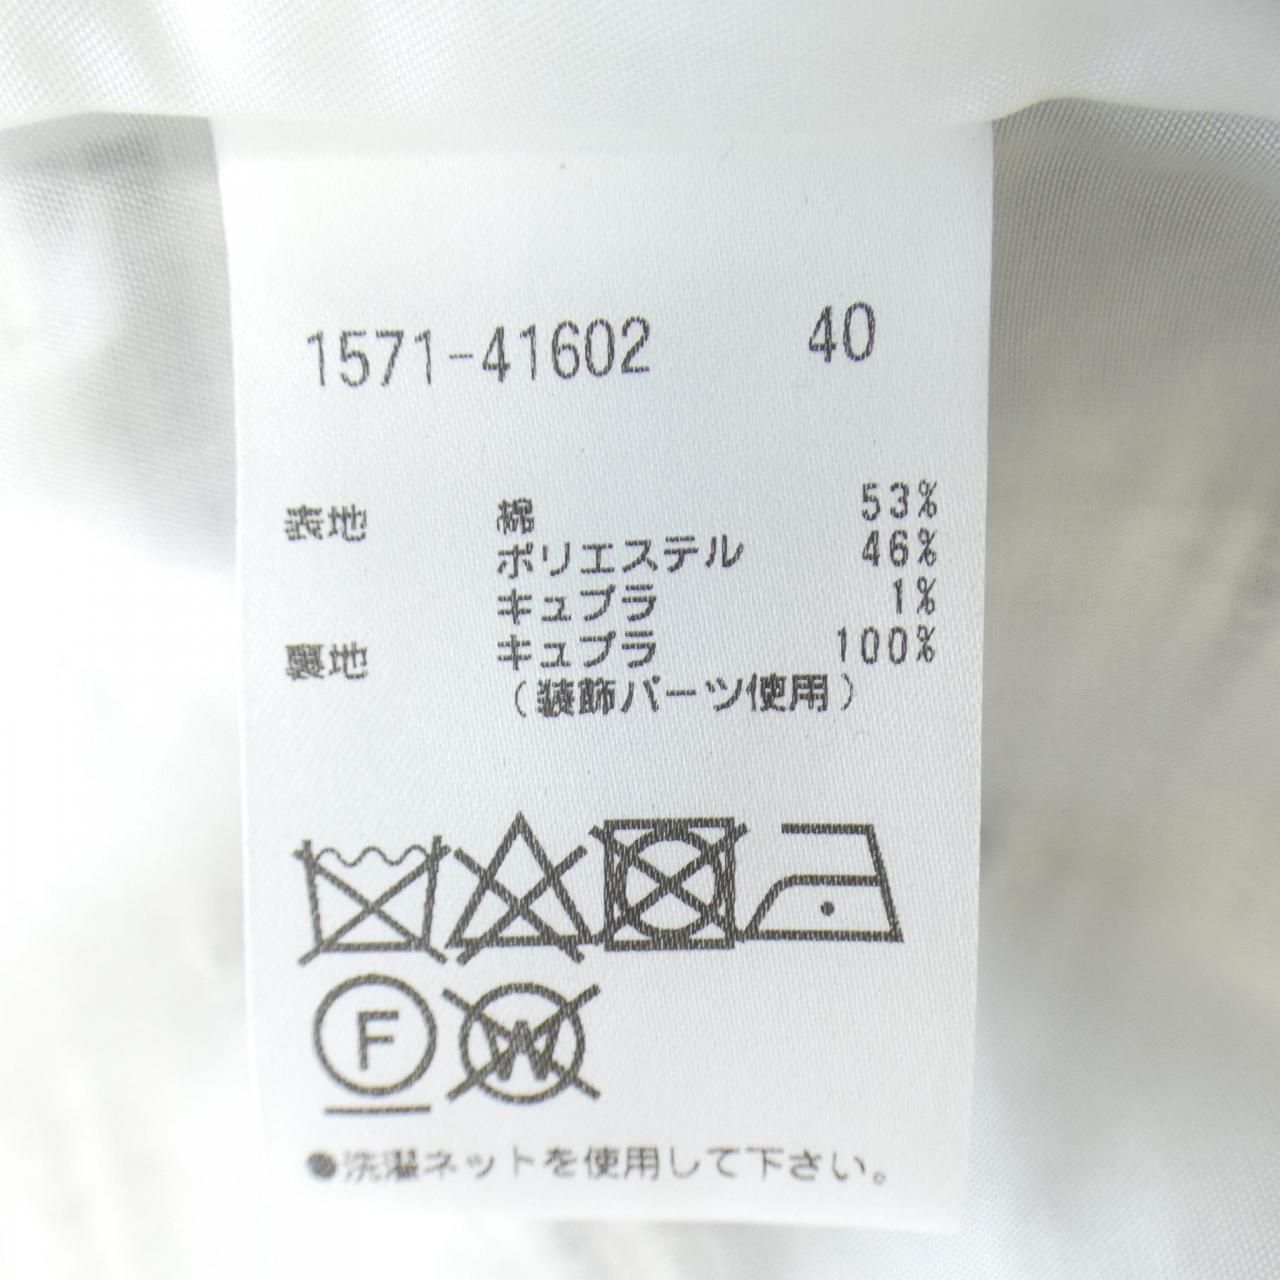 1571-41602 40
表地 綿 53%
ポリエステル 46%
キュプラ 1%
裏地 キュプラ 100%
(装飾パーツ使用)
F W
●洗濯ネットを使用して下さい。